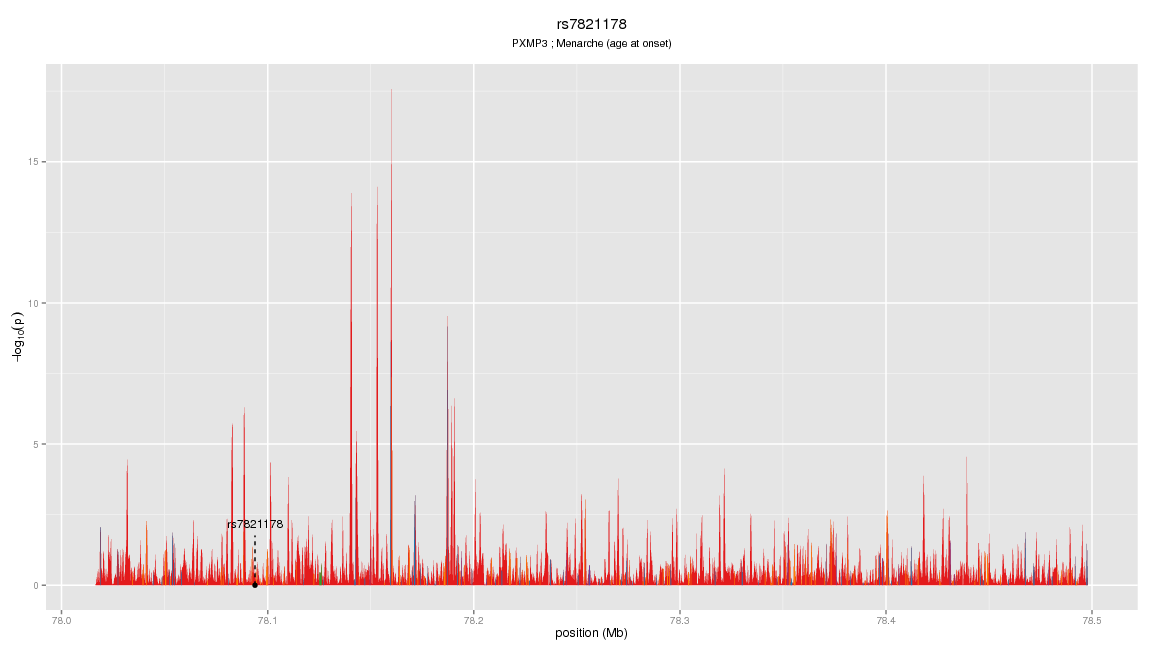 rs7821178
PXMP3 ; Menarche (age at onset)
−log10(p)
15
10
5
0
rs7821178
78.0 78.1 78.2 78.3 78.4 78.5
position (Mb)